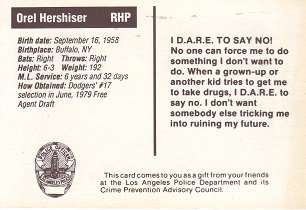 Orel Hershiser RHP
Birth date: September 16, 1958
Birthplace: Buffalo, NY
Bats: Right Throws: Right
Height: 6-3 Weight: 192
M.L. Service: 6 years and 32 days
How Obtained: Dodgers' #17
selection in June, 1979 Free
Agent Draft
I D.A.R.E. TO SAY NO!
No one can force me to do
something I don't want to
do. When a grown-up or
another kid tries to get me
to take drugs, I D.A.R.E. to
say no. I don't want
somebody else tricking me
into ruining my future.
This card comes to you as a gift from your friends
at the Los Angeles Police Department and its
Crime Prevention Advisory Council.